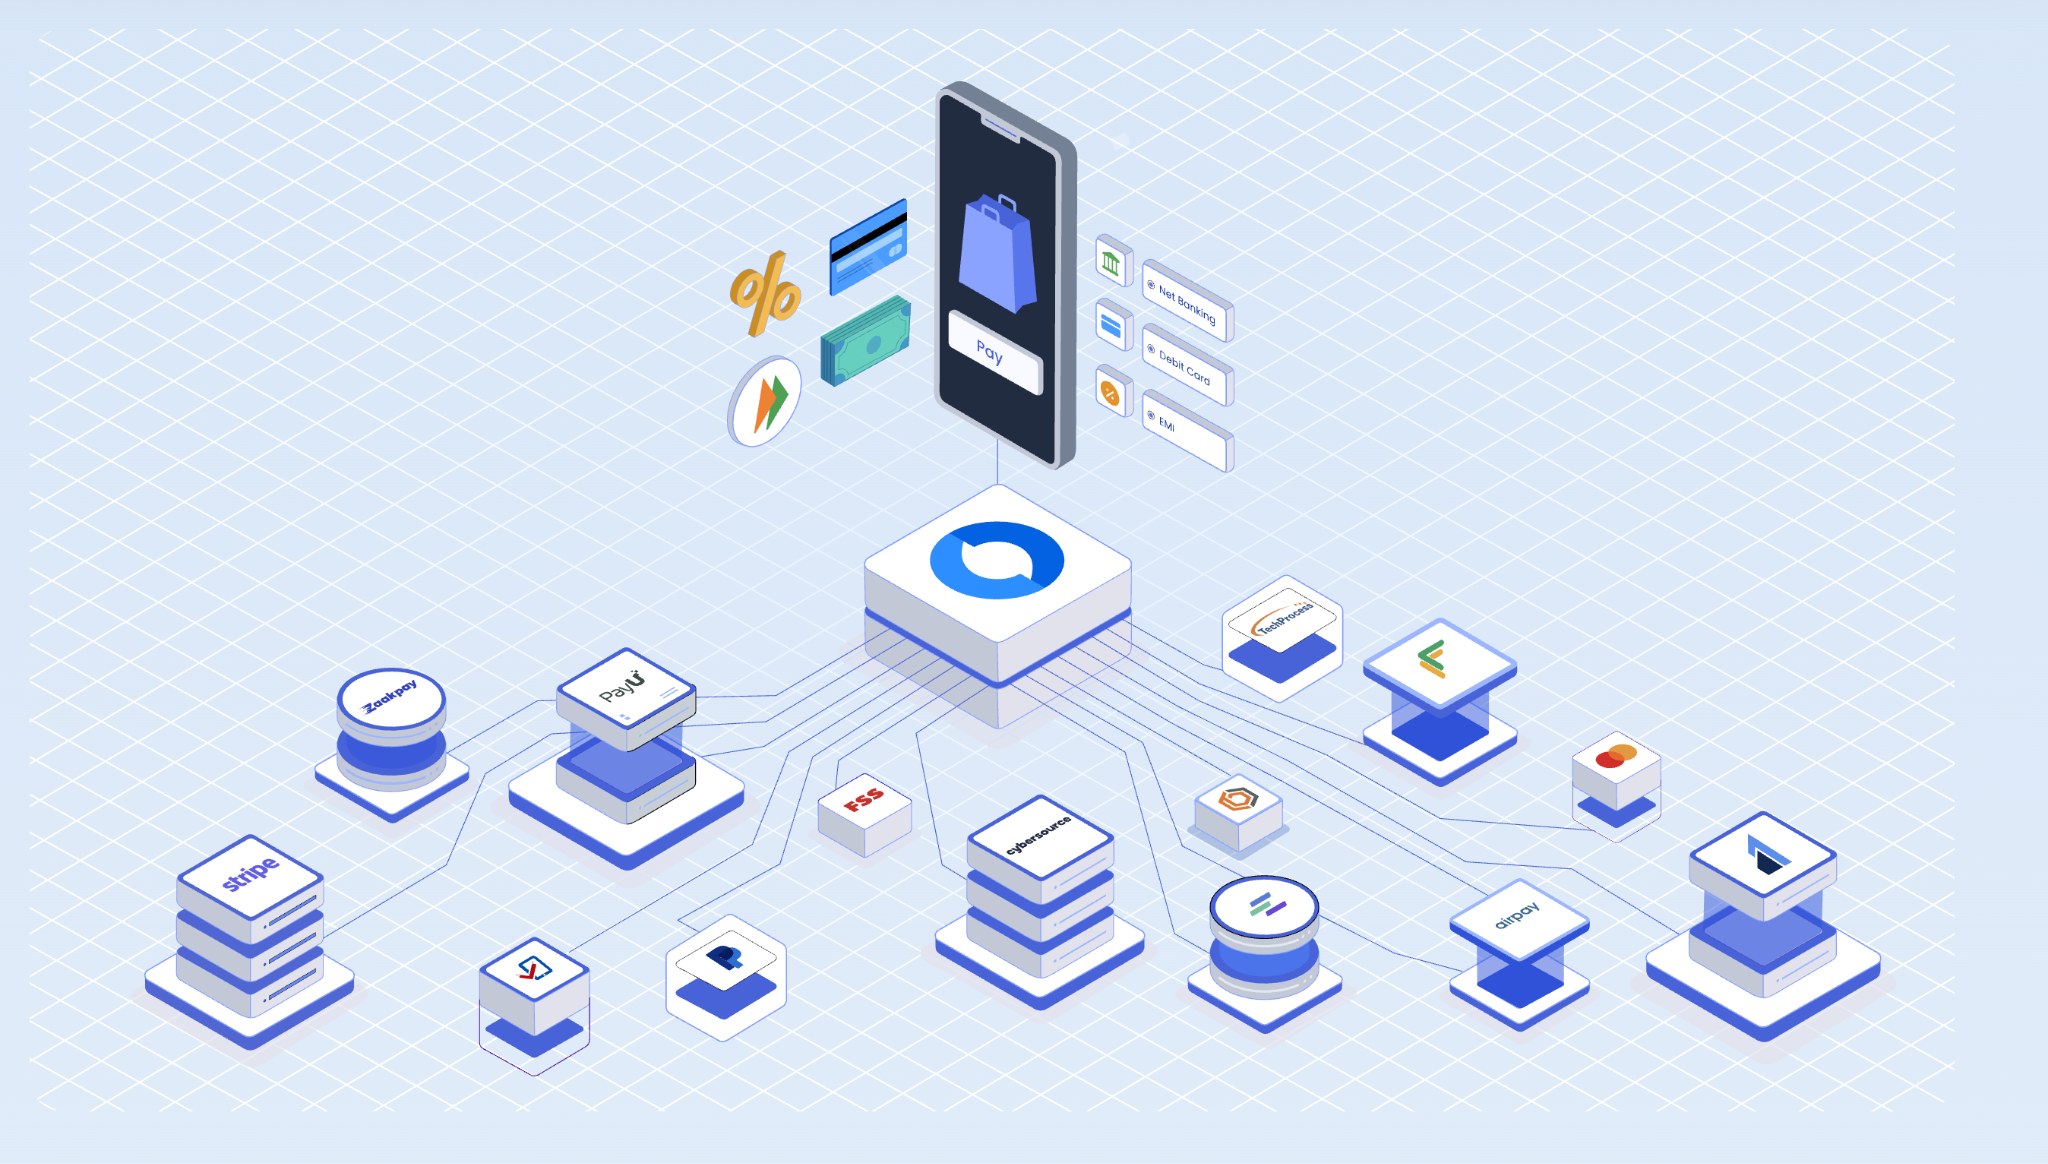 Pay
Net Banking
Debit Card
EMI
TechProcess
Zaakpay
PayU
FSS
cybersource
stripe
airpay